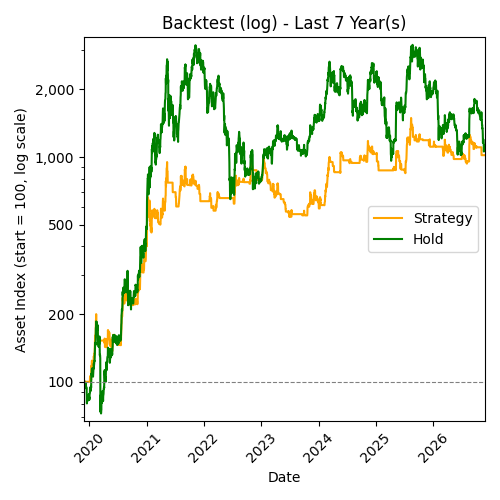 Backtest (log) - Last 7 Year(s)
Asset Index (start = 100, log scale)
2,000
1,000
500
200
100
Strategy
Hold
2020
2021
2022
2023
2024
2025
2026
Date